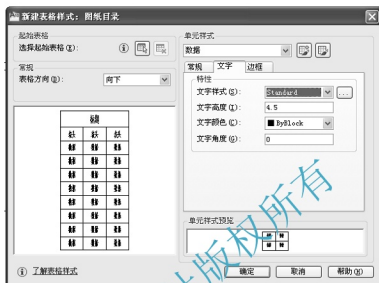 新建表格样式：图纸目录
起始表格
选择起始表格(E):
常规
表格方向(D):
向下
了解表格样式
单元样式
数据
常规
文字
边框
特性
文字样式(S):
Standard
...
文字高度(I):
4.5
文字颜色(C):
ByBlock
文字角度(G):
0
单元样式预览
确定
取消
帮助(H)
版权所有